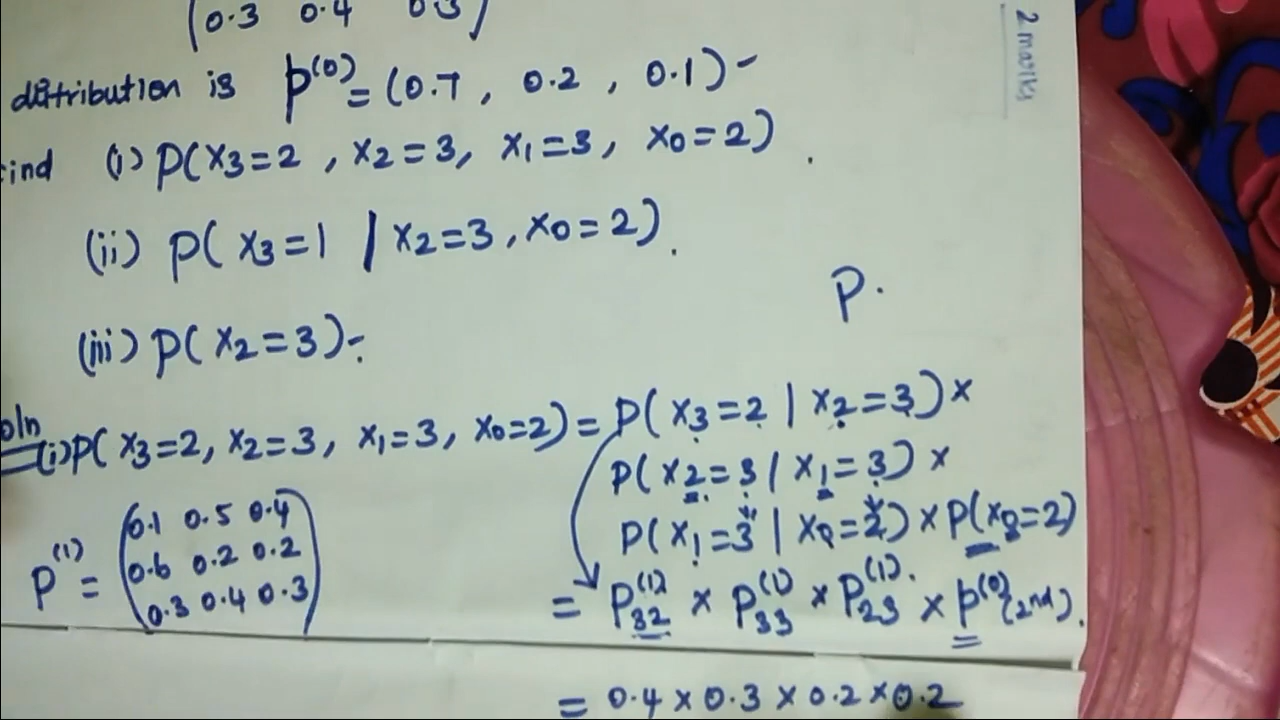 (0.3 0.4 0.3)
distribution is p^(0) = (0.7, 0.2, 0.1)-
find (i) P(X3=2, X2=3, X1=3, X0=2).
(ii) P(X3=1 / X2=3, X0=2).
P.
(iii) P(X2=3)-.
Soln
(i) P(X3=2, X2=3, X1=3, X0=2) = P(X3=2 | X2=3) ×
P(X2=3 / X1=3) ×
P(X1=3 | X0=2) × P(X0=2)
P^(1) = (0.1 0.5 0.4
0.6 0.2 0.2
0.3 0.4 0.3)
= P32^(1) × P33^(1) × P23^(1) × p^(0)(2nd).
= 0.4 × 0.3 × 0.2 × 0.2
2 marks